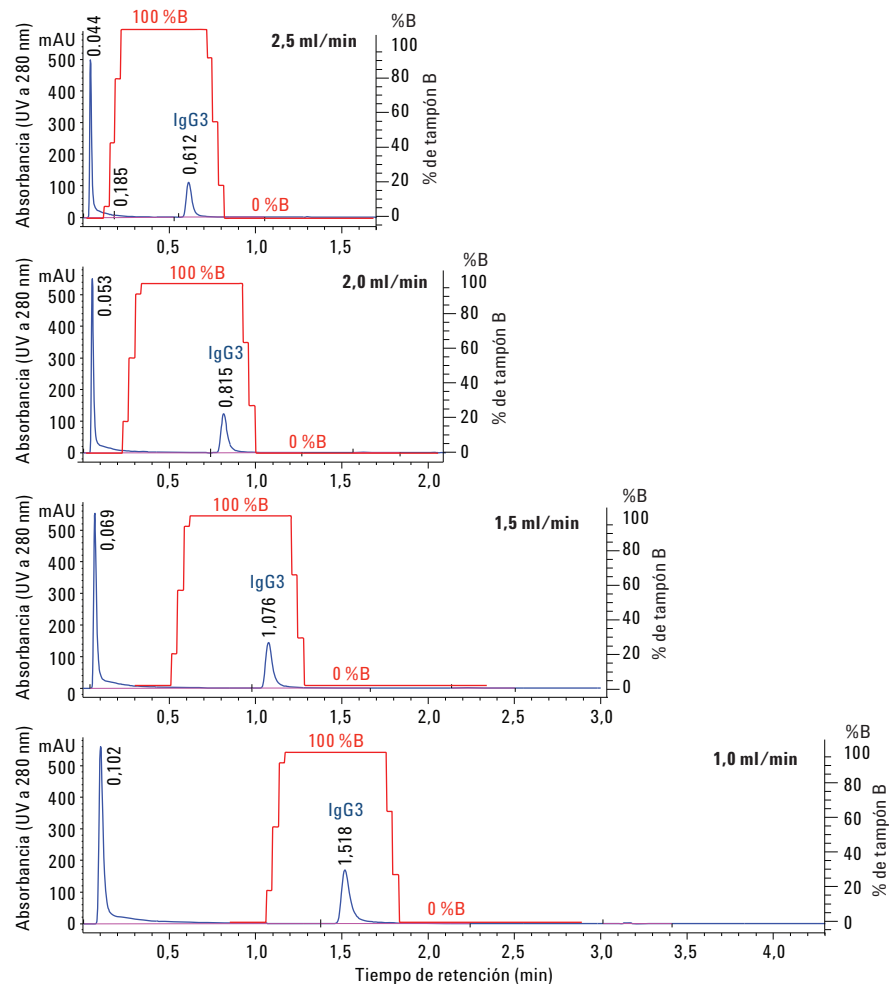 100 %B
%B
mAU
0.044
2,5 ml/min
100
500
80
400
IgG3
60
300
0,612
40
200
0,185
20
100
0 %B
0
0
0,5
1,0
1,5
Absorbancia (UV a 280 nm)
% de tampón B
%B
mAU
0.053
100 %B
2,0 ml/min
100
500
80
400
60
300
IgG3
40
200
0,815
20
100
0 %B
0
0
0,5
1,0
1,5
2,0
Absorbancia (UV a 280 nm)
% de tampón B
%B
mAU
0,069
100 %B
1,5 ml/min
100
500
80
400
60
300
IgG3
40
200
1,076
20
100
0 %B
0
0
0,5
1,0
1,5
2,0
2,5
3,0
Absorbancia (UV a 280 nm)
% de tampón B
%B
mAU
0,102
100 %B
1,0 ml/min
100
500
80
400
60
300
IgG3
40
200
1,518
20
100
0 %B
0
0
0,5
1,0
1,5
2,0
2,5
3,0
3,5
4,0
Absorbancia (UV a 280 nm)
% de tampón B
Tiempo de retención (min)